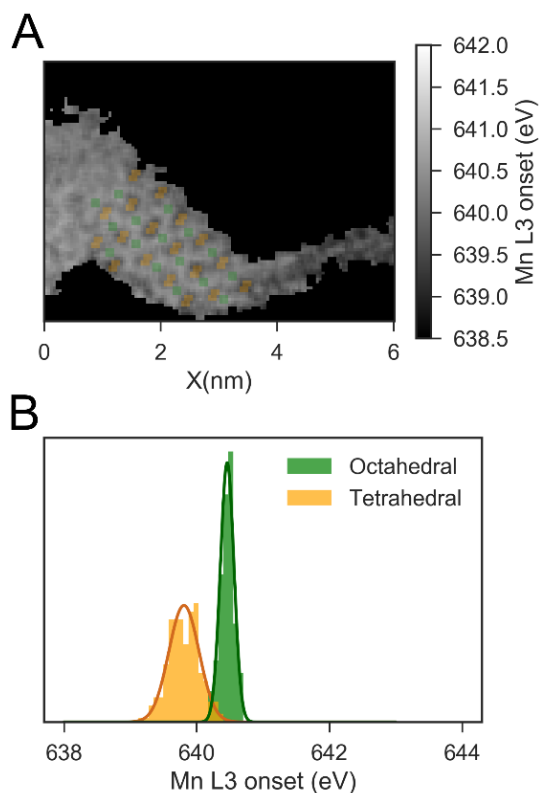 A
642.0
641.5
641.0
640.5
640.0
639.5
639.0
638.5
Mn L3 onset (eV)
0 2 4 6
X(nm)
B
Octahedral
Tetrahedral
638 640 642 644
Mn L3 onset (eV)